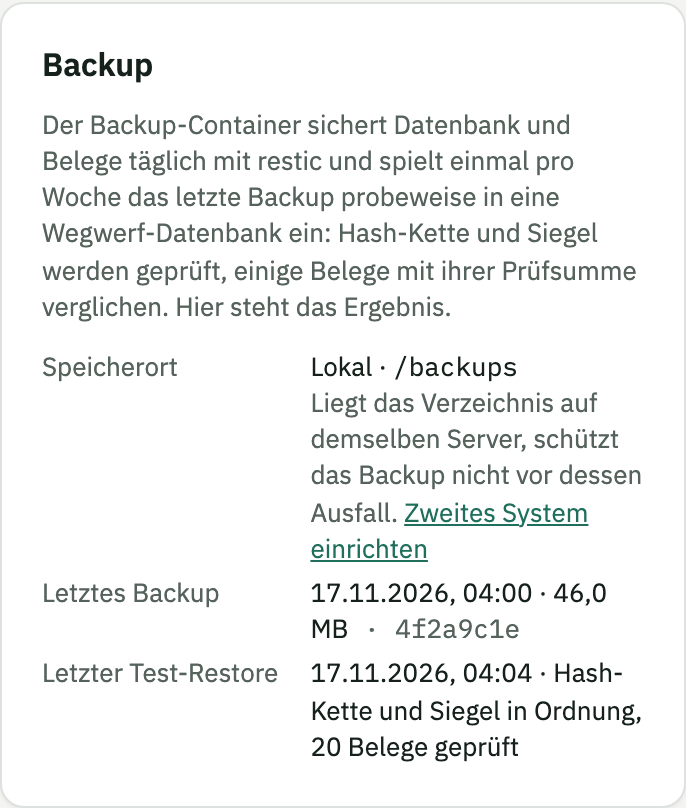 Backup
Der Backup-Container sichert Datenbank und
Belege täglich mit restic und spielt einmal pro
Woche das letzte Backup probeweise in eine
Wegwerf-Datenbank ein: Hash-Kette und Siegel
werden geprüft, einige Belege mit ihrer Prüfsumme
verglichen. Hier steht das Ergebnis.
Speicherort
Lokal · /backups
Liegt das Verzeichnis auf
demselben Server, schützt
das Backup nicht vor dessen
Ausfall. Zweites System
einrichten
Letztes Backup
17.11.2026, 04:00 · 46,0
MB · 4f2a9c1e
Letzter Test-Restore
17.11.2026, 04:04 · Hash-
Kette und Siegel in Ordnung,
20 Belege geprüft